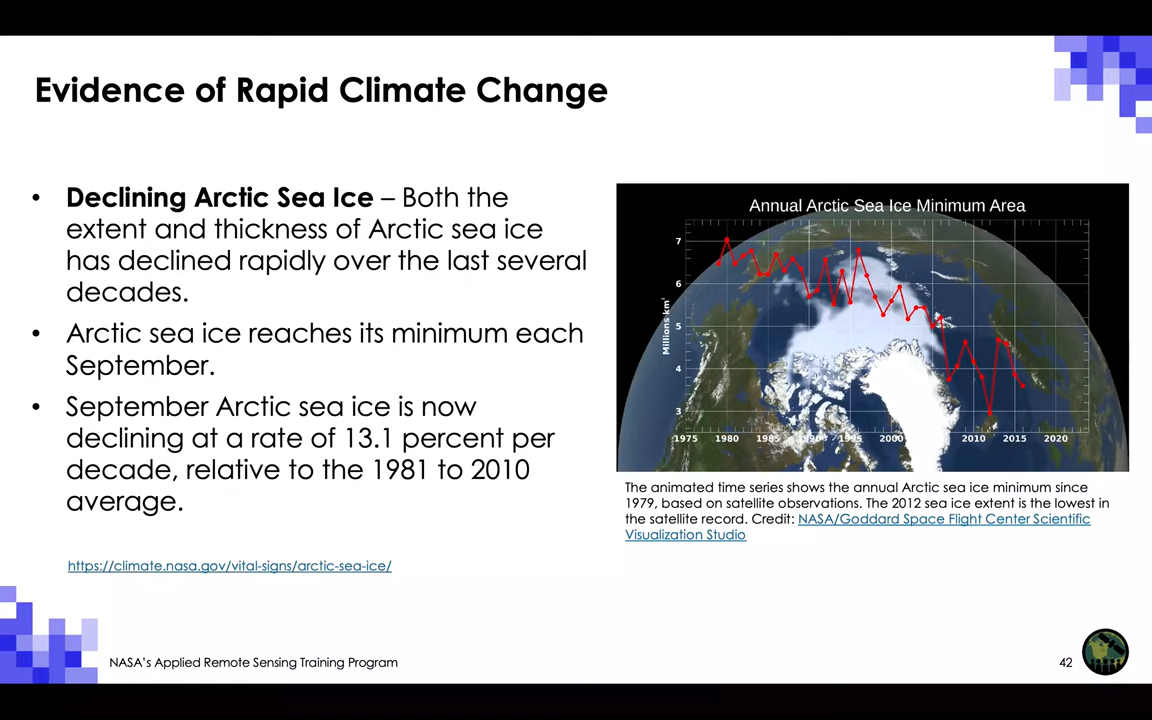 Evidence of Rapid Climate Change
• Declining Arctic Sea Ice – Both the
extent and thickness of Arctic sea ice
has declined rapidly over the last several
decades.
• Arctic sea ice reaches its minimum each
September.
• September Arctic sea ice is now
declining at a rate of 13.1 percent per
decade, relative to the 1981 to 2010
average.
https://climate.nasa.gov/vital-signs/arctic-sea-ice/
Annual Arctic Sea Ice Minimum Area
Millions km²
7
6
5
4
3
1975 1980 1985 1990 1995 2000 2010 2015 2020
The animated time series shows the annual Arctic sea ice minimum since
1979, based on satellite observations. The 2012 sea ice extent is the lowest in
the satellite record. Credit: NASA/Goddard Space Flight Center Scientific
Visualization Studio
NASA's Applied Remote Sensing Training Program
42